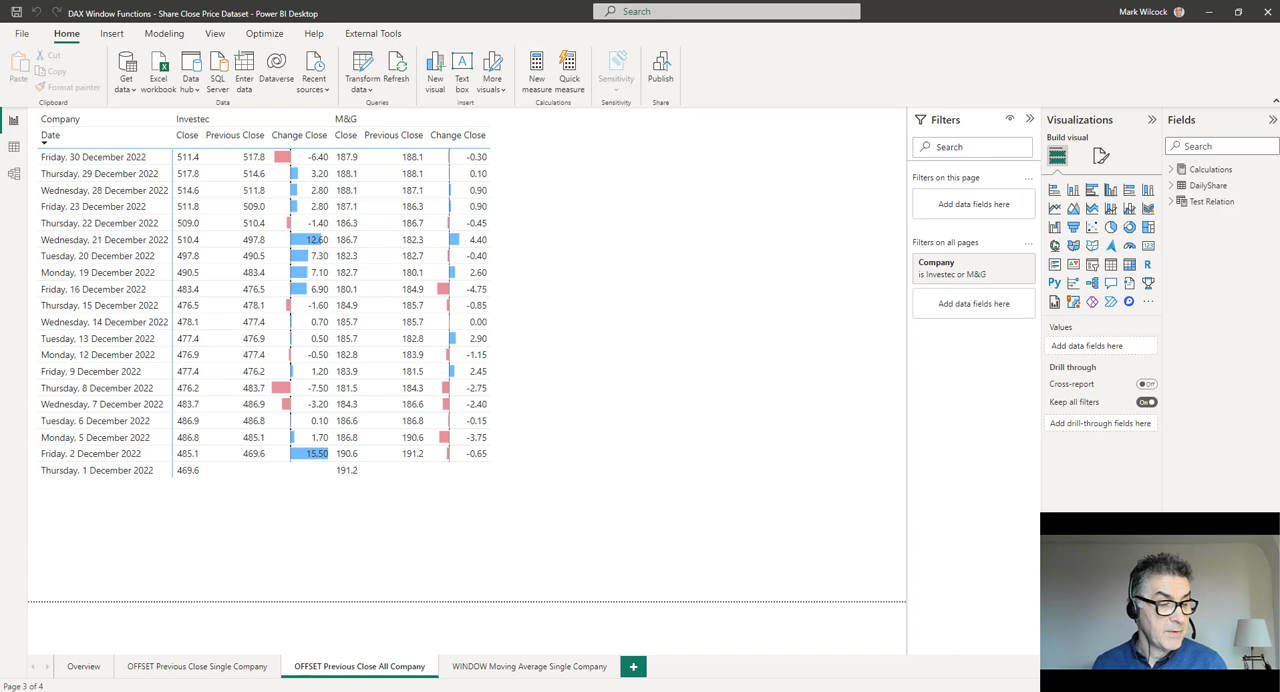 DAX Window Functions - Share Close Price Dataset - Power BI Desktop
Search
Mark Wilcock
File Home Insert Modeling View Optimize Help External Tools
Paste
Cut
Copy
Format painter
Clipboard
Get data
Excel workbook
Data hub
SQL Server
Enter data
Dataverse
Recent sources
Data
Transform data
Refresh
Queries
New visual
Text box
More visuals
Insert
New measure
Quick measure
Calculations
Sensitivity
Sensitivity
Publish
Share
Company Investec M&G
Date Close Previous Close Change Close Close Previous Close Change Close
Friday, 30 December 2022 511.4 517.8 -6.40 187.9 188.1 -0.30
Thursday, 29 December 2022 517.8 514.6 3.20 188.1 188.1 0.10
Wednesday, 28 December 2022 514.6 511.8 2.80 188.1 187.1 0.90
Friday, 23 December 2022 511.8 509.0 2.80 187.1 186.3 0.90
Thursday, 22 December 2022 509.0 510.4 -1.40 186.3 186.7 -0.45
Wednesday, 21 December 2022 510.4 497.8 12.60 186.7 182.3 4.40
Tuesday, 20 December 2022 497.8 490.5 7.30 182.3 182.7 -0.40
Monday, 19 December 2022 490.5 483.4 7.10 182.7 180.1 2.60
Friday, 16 December 2022 483.4 476.5 6.90 180.1 184.9 -4.75
Thursday, 15 December 2022 476.5 478.1 -1.60 184.9 185.7 -0.85
Wednesday, 14 December 2022 478.1 477.4 0.70 185.7 185.7 0.00
Tuesday, 13 December 2022 477.4 476.9 0.50 185.7 182.8 2.90
Monday, 12 December 2022 476.9 477.4 -0.50 182.8 183.9 -1.15
Friday, 9 December 2022 477.4 476.2 1.20 183.9 181.5 2.45
Thursday, 8 December 2022 476.2 483.7 -7.50 181.5 184.3 -2.75
Wednesday, 7 December 2022 483.7 486.9 -3.20 184.3 186.6 -2.40
Tuesday, 6 December 2022 486.9 486.8 0.10 186.6 186.8 -0.15
Monday, 5 December 2022 486.8 485.1 1.70 186.8 190.6 -3.75
Friday, 2 December 2022 485.1 469.6 15.50 190.6 191.2 -0.65
Thursday, 1 December 2022 469.6 191.2
Filters
Search
Filters on this page
...
Add data fields here
Filters on all pages
...
Company
is Investec or M&G
Add data fields here
Visualizations
Build visual
123
R
Py
...
Values
Add data fields here
Drill through
Cross-report Off
Keep all filters On
Add drill-through fields here
Fields
Search
Calculations
DailyShare
Test Relation
Overview OFFSET Previous Close Single Company OFFSET Previous Close All Company WINDOW Moving Average Single Company +
Page 3 of 4